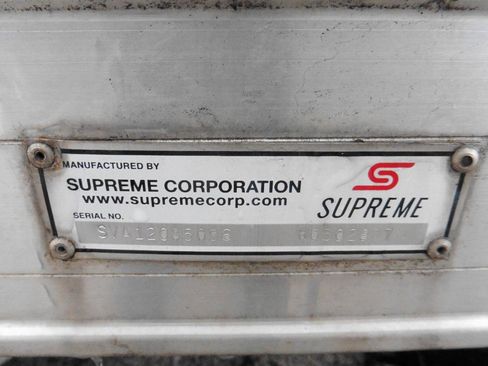 MANUFACTURED BY
SUPREME CORPORATION
www.supremecorp.com
SERIAL NO.
SUPREME